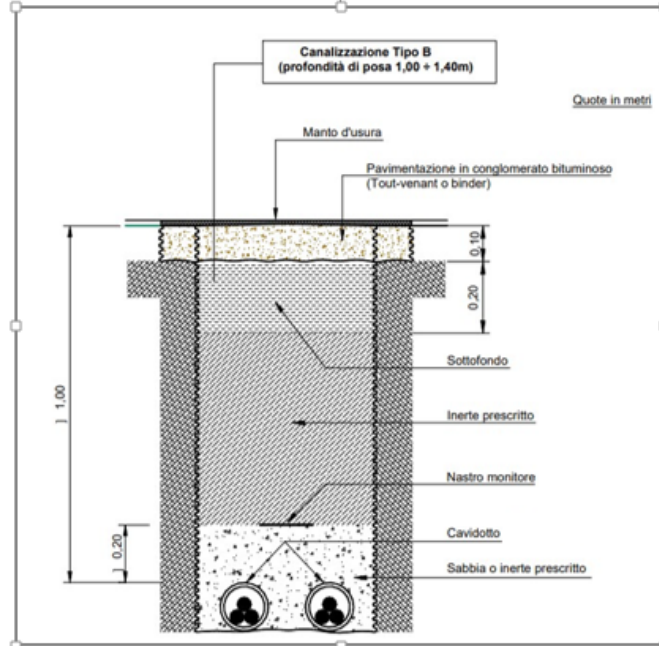 Canalizzazione Tipo B
(profondità di posa 1,00 ÷ 1,40m)
Quote in metri
Manto d'usura
Pavimentazione in conglomerato bituminoso
(Tout-venant o binder)
0,10
0,20
Sottofondo
] 1,00
Inerte prescritto
Nastro monitore
] 0,20
Cavidotto
Sabbia o inerte prescritto